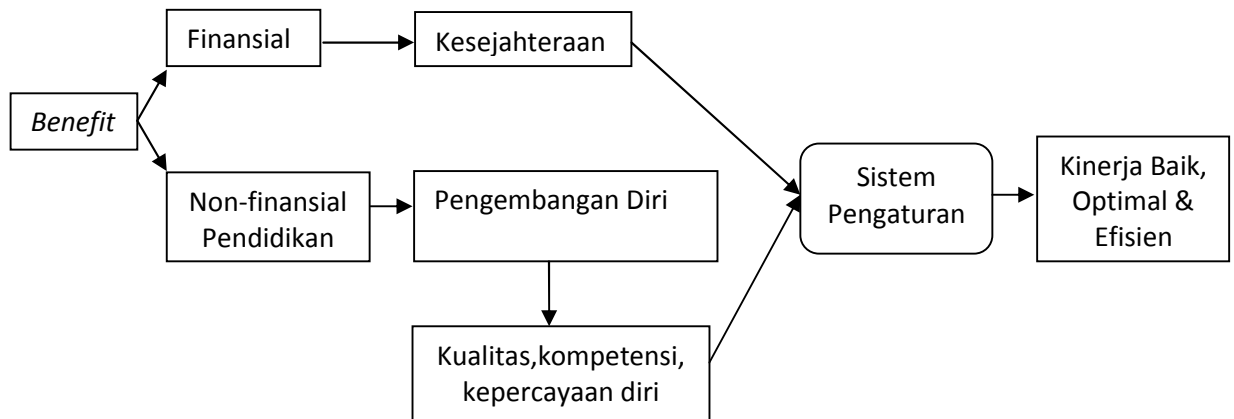 Finansial
Kesejahteraan
Benefit
Non-finansial
Pendidikan
Pengembangan Diri
Kualitas,kompetensi,
kepercayaan diri
Sistem
Pengaturan
Kinerja Baik,
Optimal &
Efisien